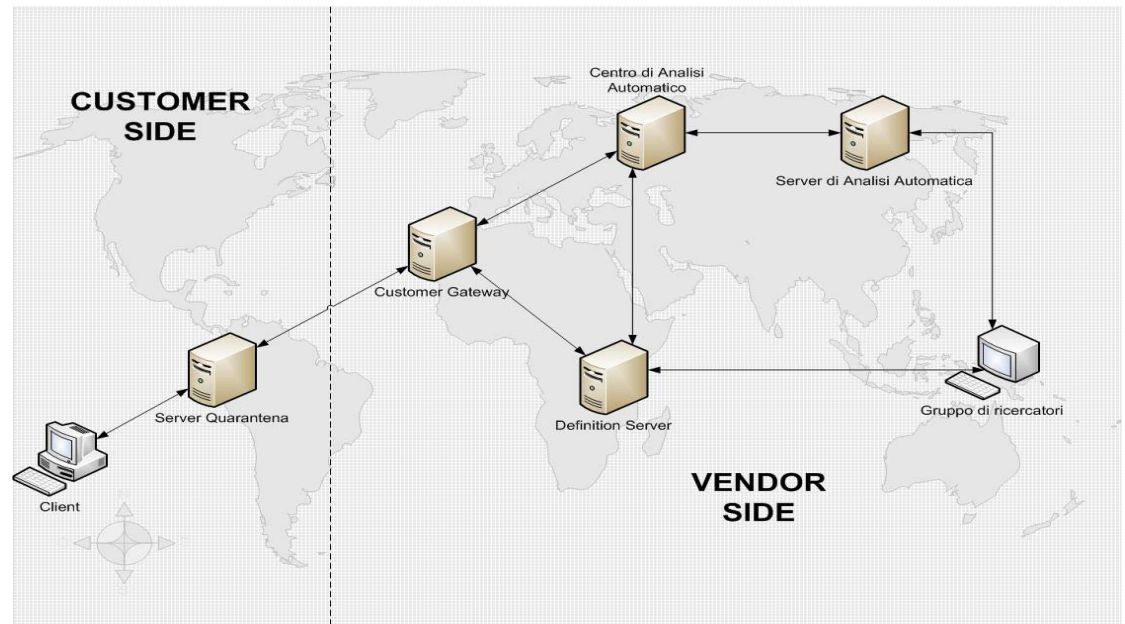 CUSTOMER
SIDE
Centro di Analisi
Automatico
Server di Analisi Automatica
Customer Gateway
Server Quarantena
Definition Server
Gruppo di ricercatori
Client
VENDOR
SIDE